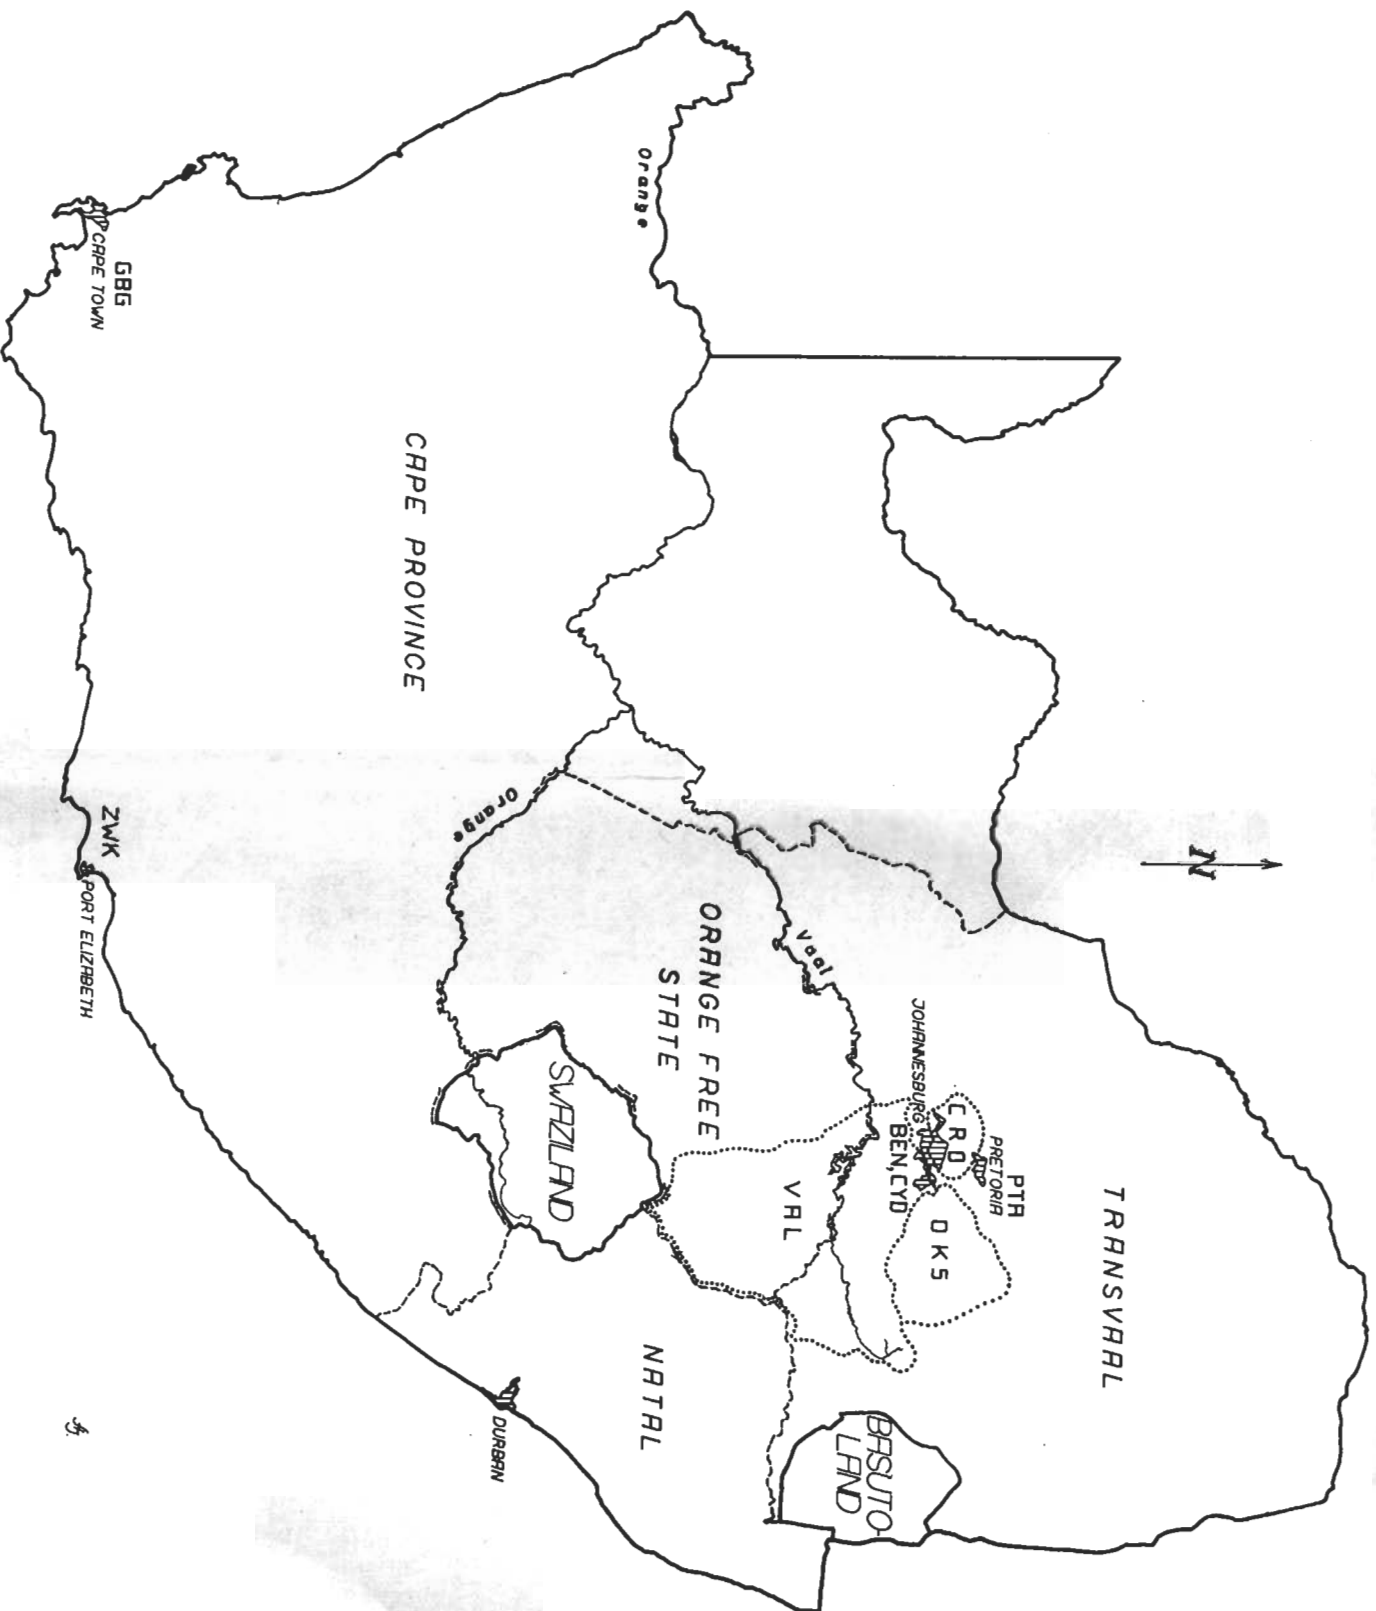 N
TRANSVAAL
PTA
PRETORIA
CRD
JOHANNESBURG
BEN, CYD
OKS
BASUTO-
LAND
Vaal
VAL
ORANGE FREE
STATE
Orange
Orange
SWAZILAND
NATAL
DURBAN
CAPE PROVINCE
GBG
CAPE TOWN
ZWK
PORT ELIZABETH